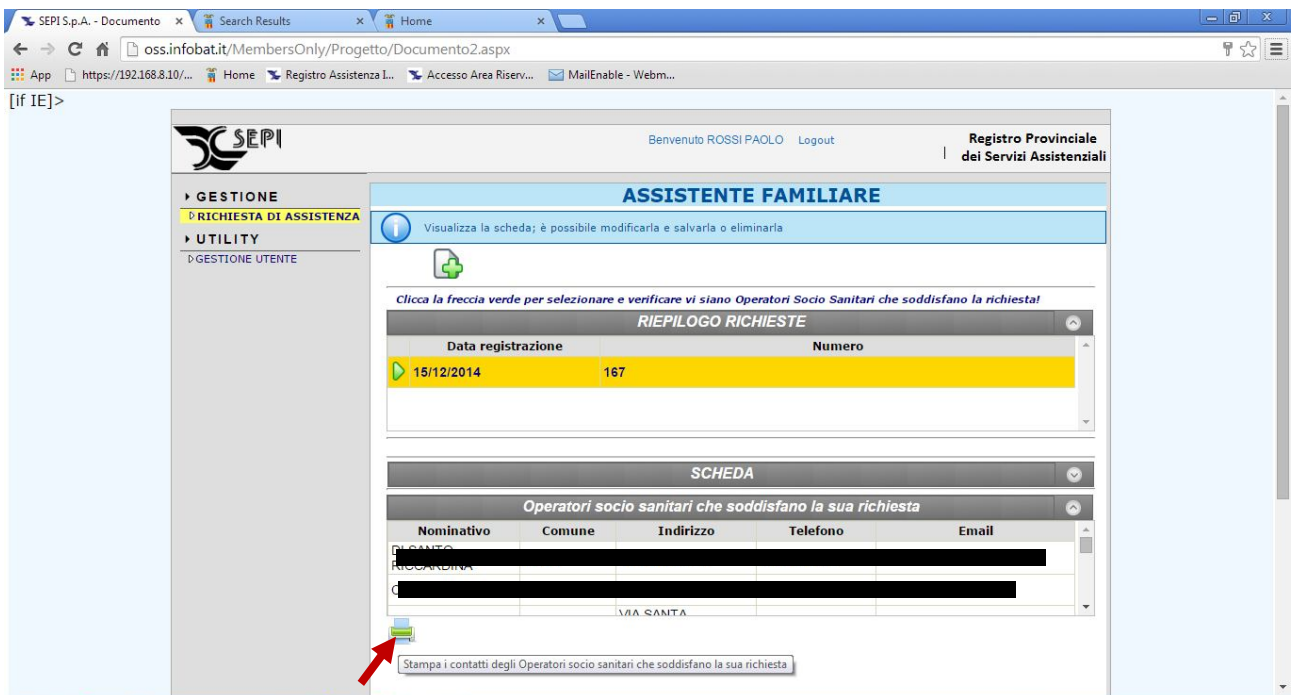 SEPI S.p.A. - Documento
Search Results
Home
oss.infobat.it/MembersOnly/Progetto/Documento2.aspx
App https://192.168.8.10/... Home Registro Assistenza I... Accesso Area Riserv... MailEnable - Webm...
[if IE]>
SEPI
Benvenuto ROSSI PAOLO Logout
Registro Provinciale
| dei Servizi Assistenziali
GESTIONE
RICHIESTA DI ASSISTENZA
UTILITY
GESTIONE UTENTE
ASSISTENTE FAMILIARE
Visualizza la scheda; è possibile modificarla e salvarla o eliminarla
Clicca la freccia verde per selezionare e verificare vi siano Operatori Socio Sanitari che soddisfano la richiesta!
RIEPILOGO RICHIESTE
Data registrazione Numero
15/12/2014 167
SCHEDA
Operatori socio sanitari che soddisfano la sua richiesta
Nominativo Comune Indirizzo Telefono Email
VIA SANTA
Stampa i contatti degli Operatori socio sanitari che soddisfano la sua richiesta